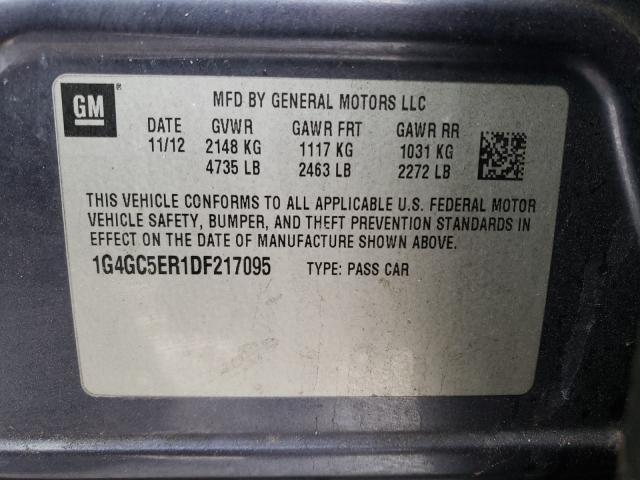 GM
MFD BY GENERAL MOTORS LLC
DATE GVWR GAWR FRT GAWR RR
11/12 2148 KG 1117 KG 1031 KG
4735 LB 2463 LB 2272 LB
THIS VEHICLE CONFORMS TO ALL APPLICABLE U.S. FEDERAL MOTOR
VEHICLE SAFETY, BUMPER, AND THEFT PREVENTION STANDARDS IN
EFFECT ON THE DATE OF MANUFACTURE SHOWN ABOVE.
1G4GC5ER1DF217095 TYPE: PASS CAR